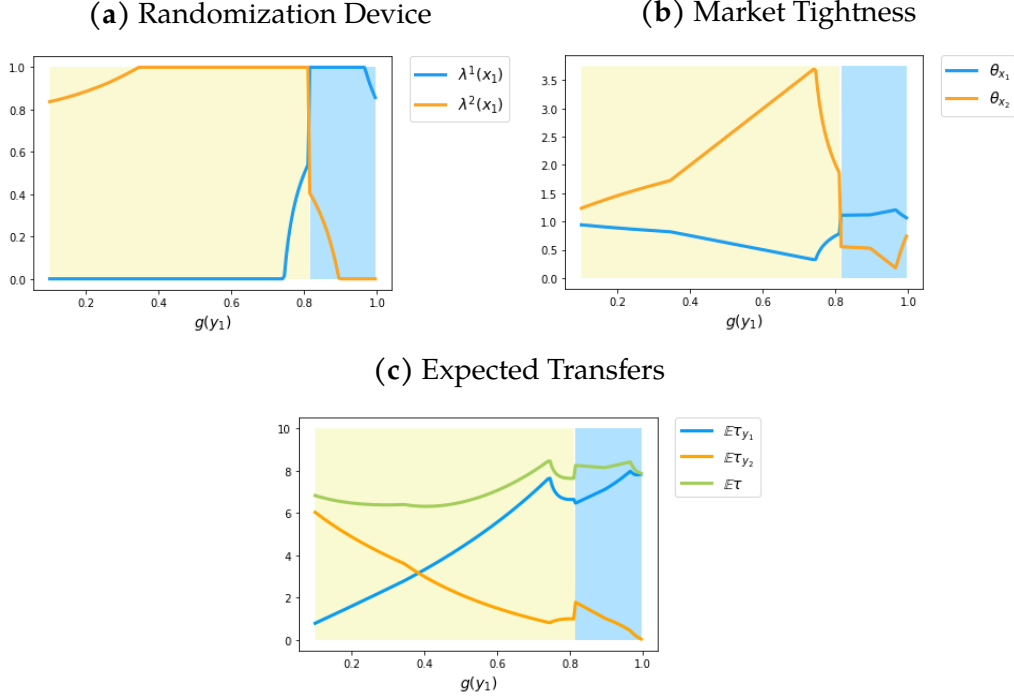 (a) Randomization Device
1.0
0.8
0.6
0.4
0.2
0.0
0.2 0.4 0.6 0.8 1.0
g(y₁)
λ¹(x₁)
λ²(x₁)
(b) Market Tightness
3.5
3.0
2.5
2.0
1.5
1.0
0.5
0.0
0.2 0.4 0.6 0.8 1.0
g(y₁)
θₓ₁
θₓ₂
(c) Expected Transfers
10
8
6
4
2
0
0.2 0.4 0.6 0.8 1.0
g(y₁)
𝔼τ_y₁
𝔼τ_y₂
𝔼τ